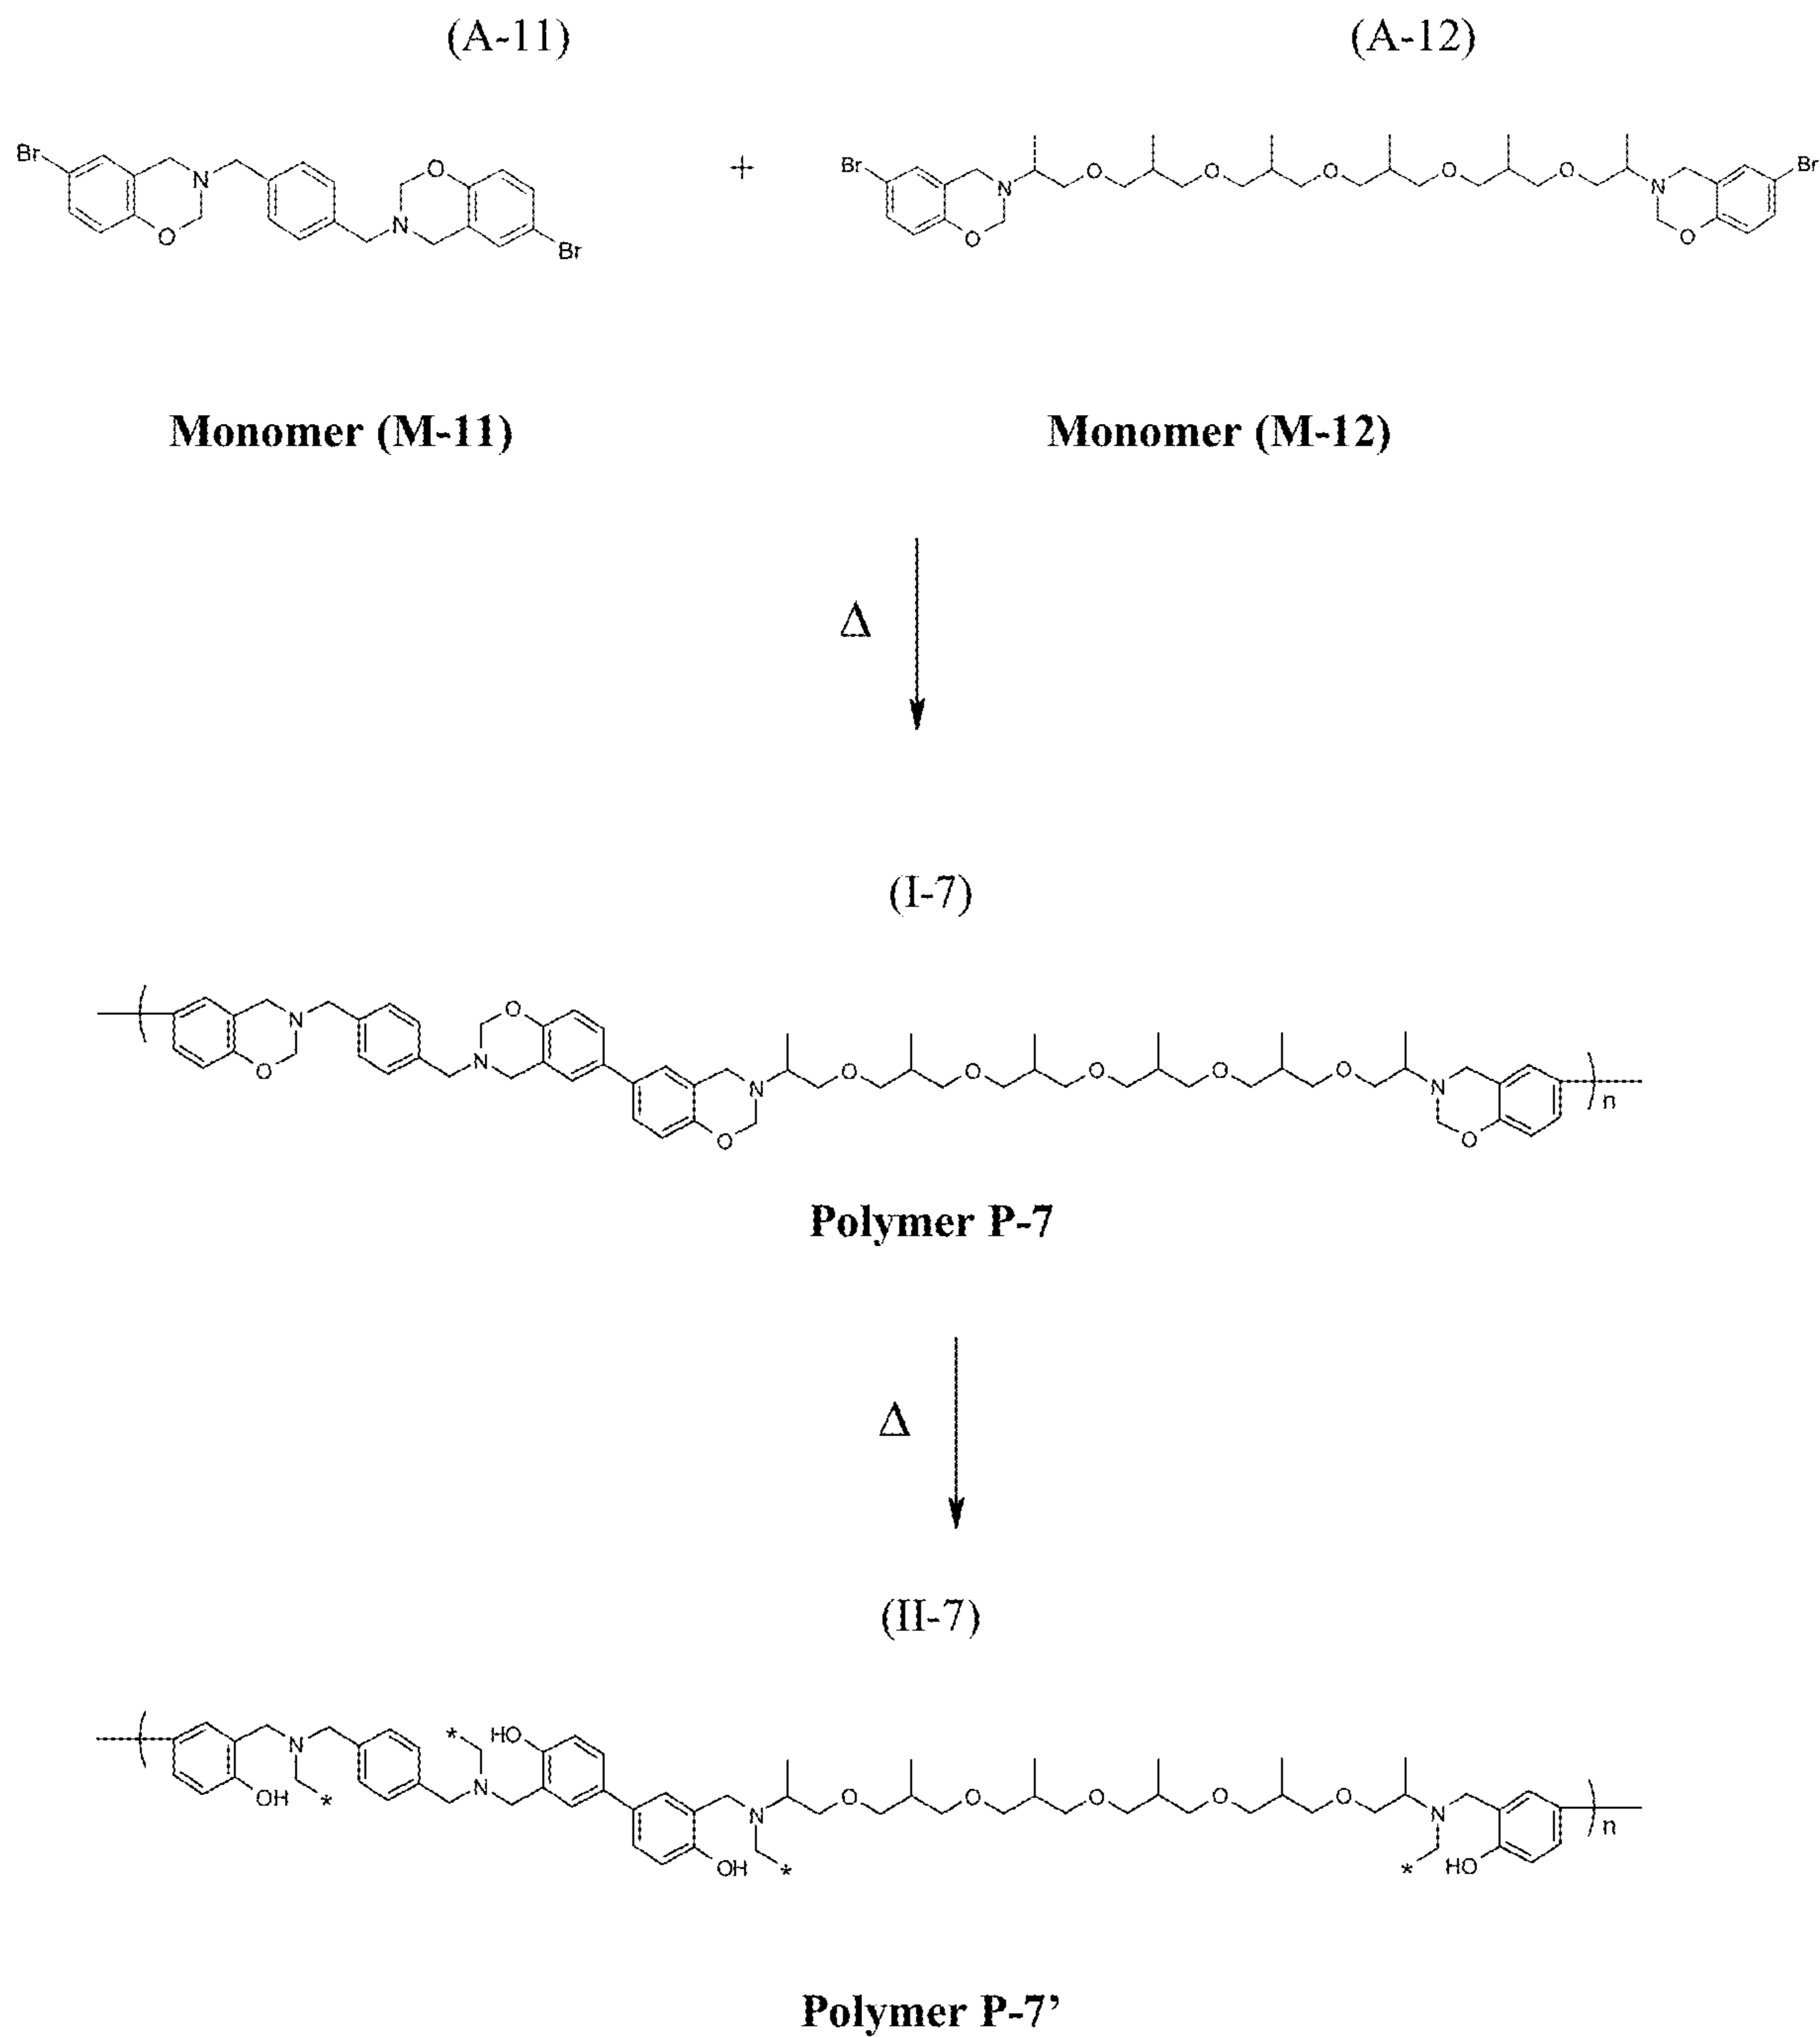 (A-11) (A-12)
Br N O O N Br + Br N O O O O O O N O Br
Monomer (M-11) Monomer (M-12)
Δ
(I-7)
N O O N N O O O O O O N O n
Polymer P-7
Δ
(II-7)
N OH * * HO N N OH * O O O O O N * HO n
Polymer P-7’